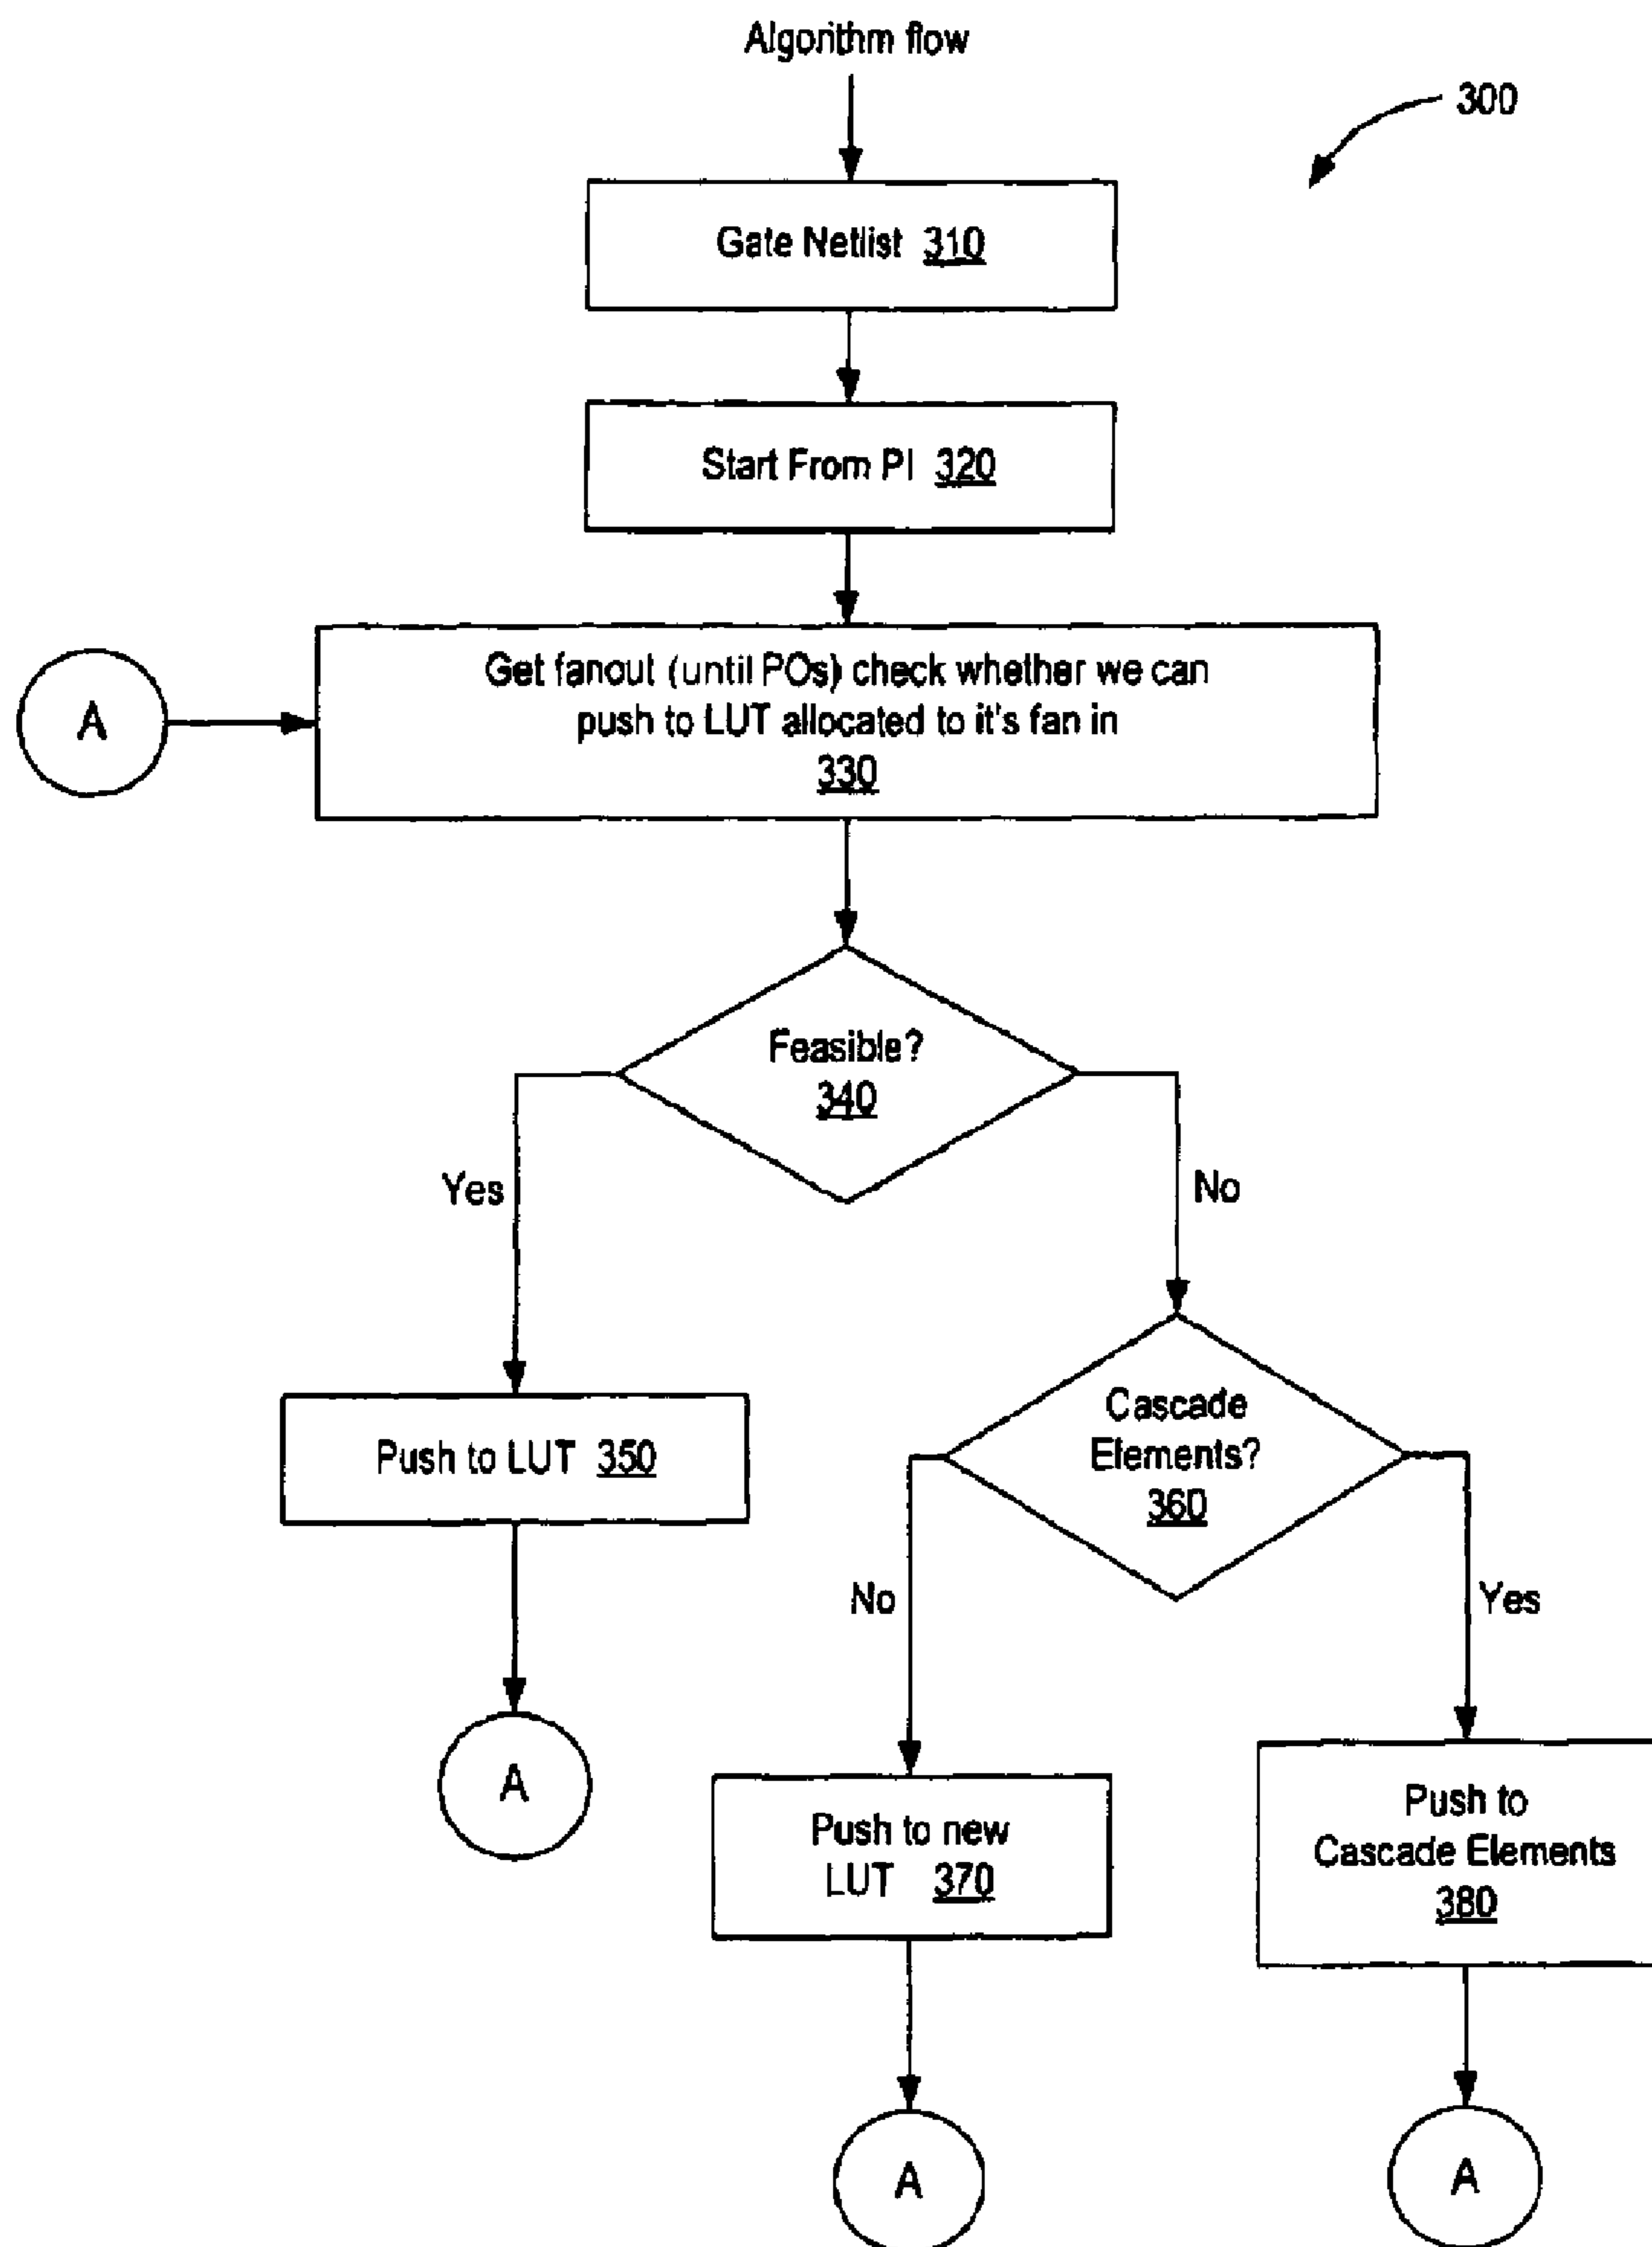 Algorithm flow
300
Gate Netlist 310
Start From PI 320
A
Get fanout (until POs) check whether we can
push to LUT allocated to it's fan in
330
Feasible?
340
Yes
No
Cascade
Elements?
360
Push to LUT 350
No
Yes
A
Push to new
LUT 370
Push to
Cascade Elements
380
A
A